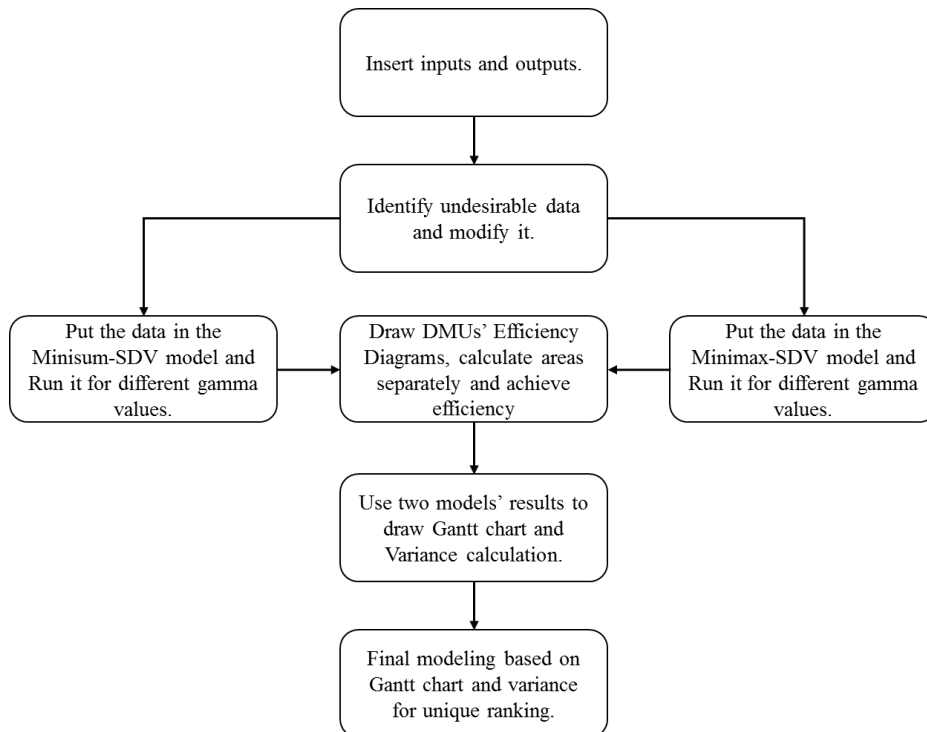 Insert inputs and outputs.
Identify undesirable data
and modify it.
Put the data in the
Minisum-SDV model and
Run it for different gamma
values.
Draw DMUs’ Efficiency
Diagrams, calculate areas
separately and achieve
efficiency
Put the data in the
Minimax-SDV model and
Run it for different gamma
values.
Use two models’ results to
draw Gantt chart and
Variance calculation.
Final modeling based on
Gantt chart and variance
for unique ranking.